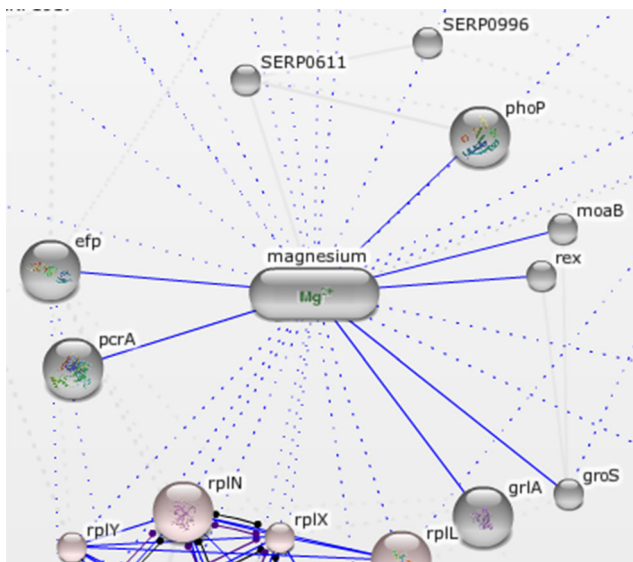 SERP0996
SERP0611
phoP
moaB
efp
magnesium
rex
Mg²⁺
pcrA
rplN
grlA
groS
rplX
rplY
rplL